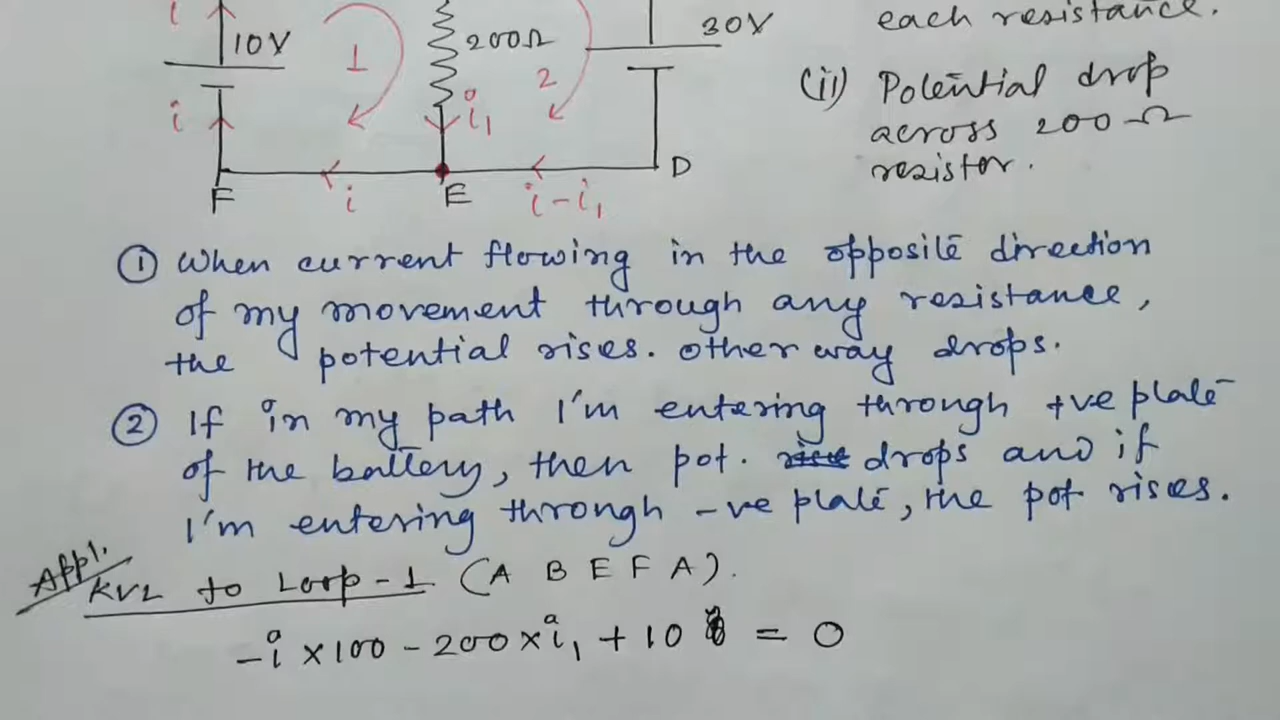 i
10V
1
200Ω
2
30V
each resistance.
(ii) Potential drop
across 200-Ω
resistor.
i
i₁
F
i
E
i-i₁
D
① When current flowing in the opposite direction
of my movement through any resistance,
the potential rises. other way drops.
② If in my path I'm entering through +ve plate
of the battery, then pot. drops and if
I'm entering through -ve plate, the pot rises.
Appl.
KVL to Loop-1 (A B E F A).
-i×100-200×i₁+10 = 0